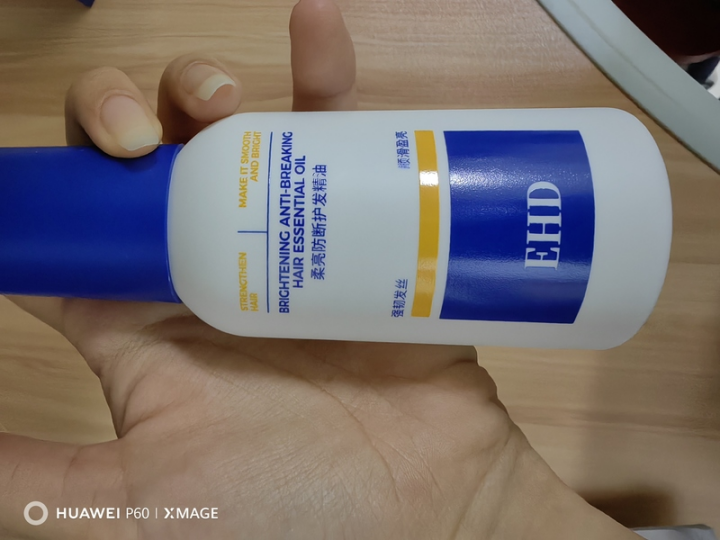 STRENGTHEN
HAIR
MAKE IT SMOOTH
AND BRIGHT
BRIGHTENING ANTI-BREAKING
HAIR ESSENTIAL OIL
柔亮防断护发精油
强韧发丝
顺滑盈亮
EHD
HUAWEI P60 | XMAGE